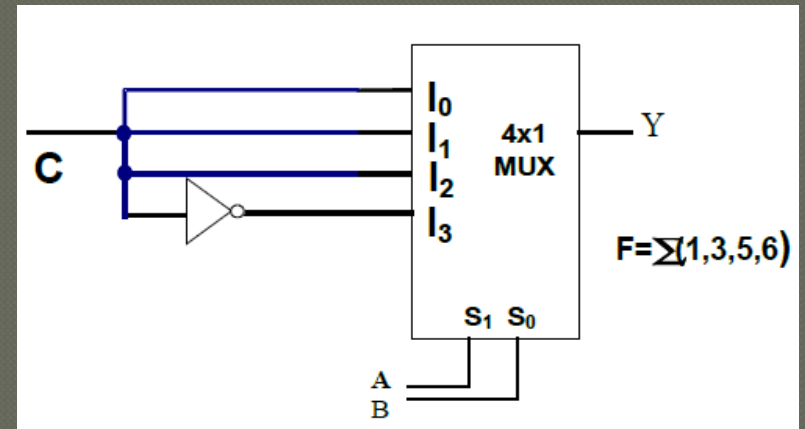 C
I₀
I₁
I₂
I₃
4x1
MUX
Y
F=∑(1,3,5,6)
S₁ S₀
A
B